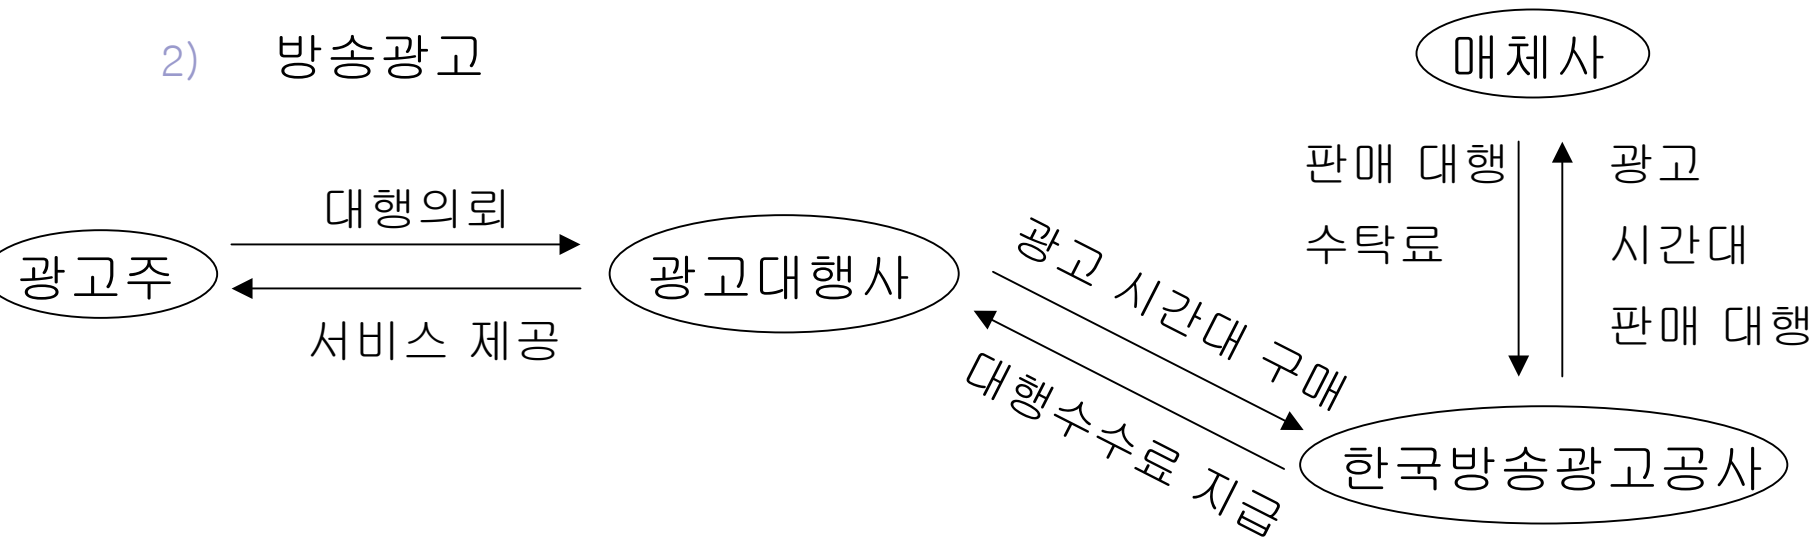 2) 방송광고
매체사
판매 대행
수탁료
광고
시간대
판매 대행
대행의뢰
광고주
서비스 제공
광고대행사
광고 시간대 구매
대행수수료 지급
한국방송광고공사